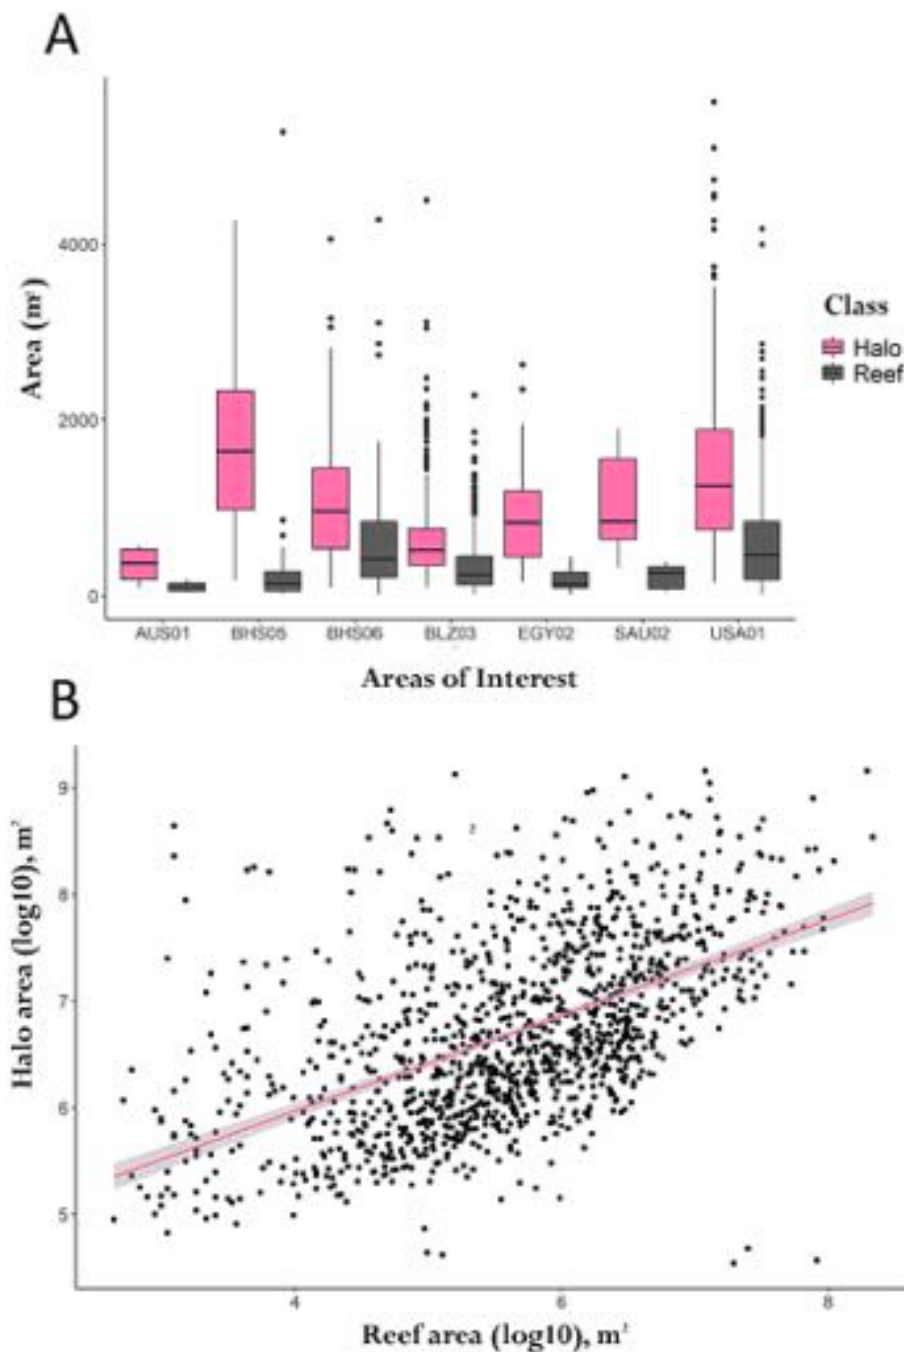 A
4000
2000
0
Area (m²)
Class
Halo
Reef
AUS01 BHS05 BHS06 BLZ03 EGY02 SAU02 USA01
Areas of Interest
B
9
8
7
6
5
Halo area (log10), m²
4 6 8
Reef area (log10), m²